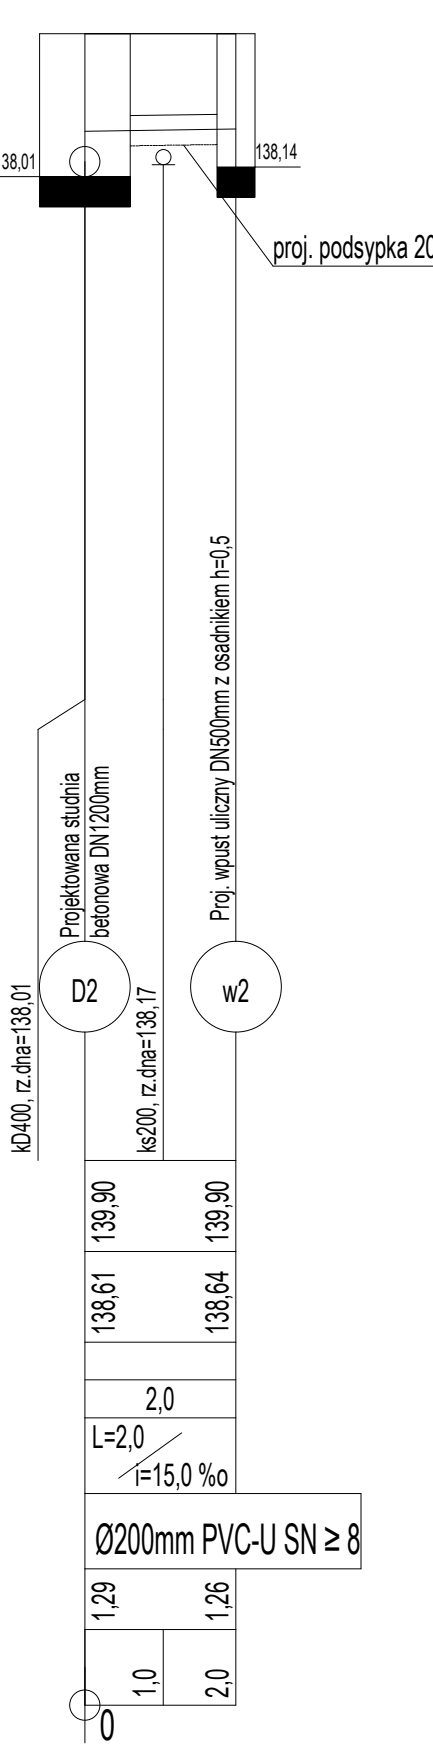 38,01
138,14
proj. podsypka 20
Proj. wpust uliczny DN500mm z osadnikiem h=0,5
Projektowana studnia
betonowa DN1200mm
D2
w2
kD400, rz.dna=138,01
ks200, rz.dna=138,17
139,90
139,90
138,61
138,64
2,0
L=2,0
i=15,0 %o
Ø200mm PVC-U SN ≥ 8
1,29
1,26
1,0
2,0
0